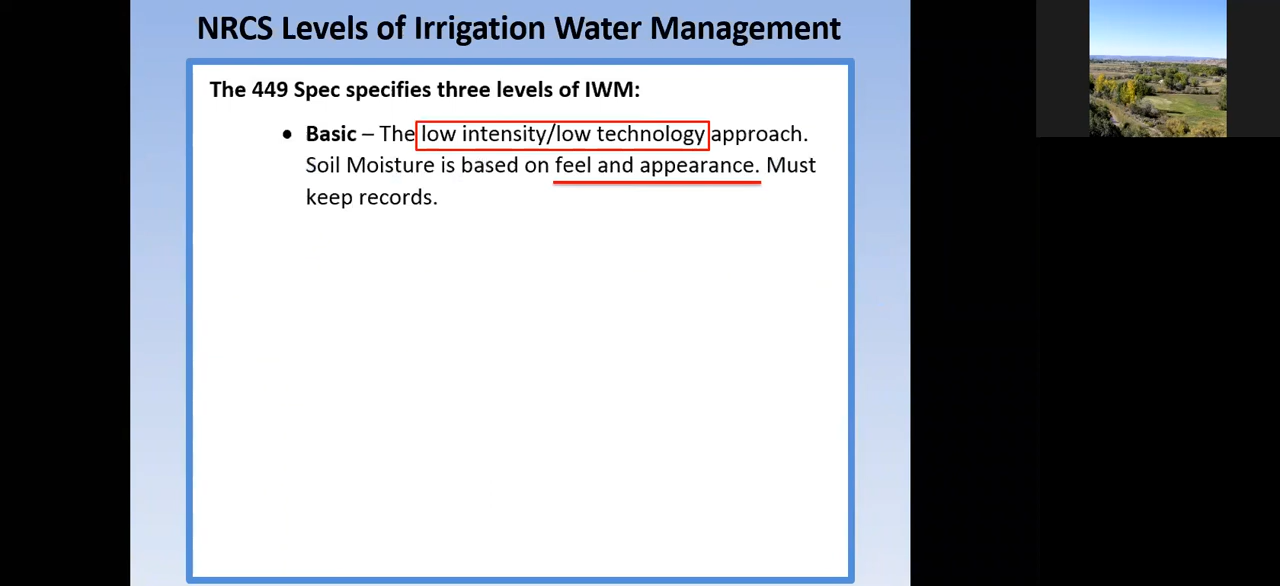 NRCS Levels of Irrigation Water Management
The 449 Spec specifies three levels of IWM:
• Basic – The low intensity/low technology approach.
Soil Moisture is based on feel and appearance. Must
keep records.